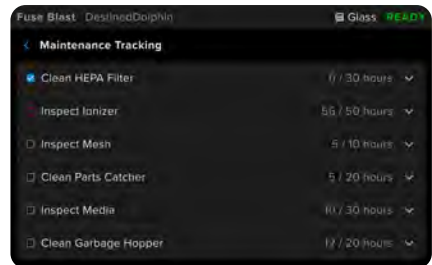 Fuse Blast DestinedDolphin Glass READY
Maintenance Tracking
Clean HEPA Filter 0 / 30 hours
Inspect Ionizer 56 / 50 hours
Inspect Mesh 5 / 10 hours
Clean Parts Catcher 5 / 20 hours
Inspect Media 10 / 30 hours
Clean Garbage Hopper 12 / 20 hours